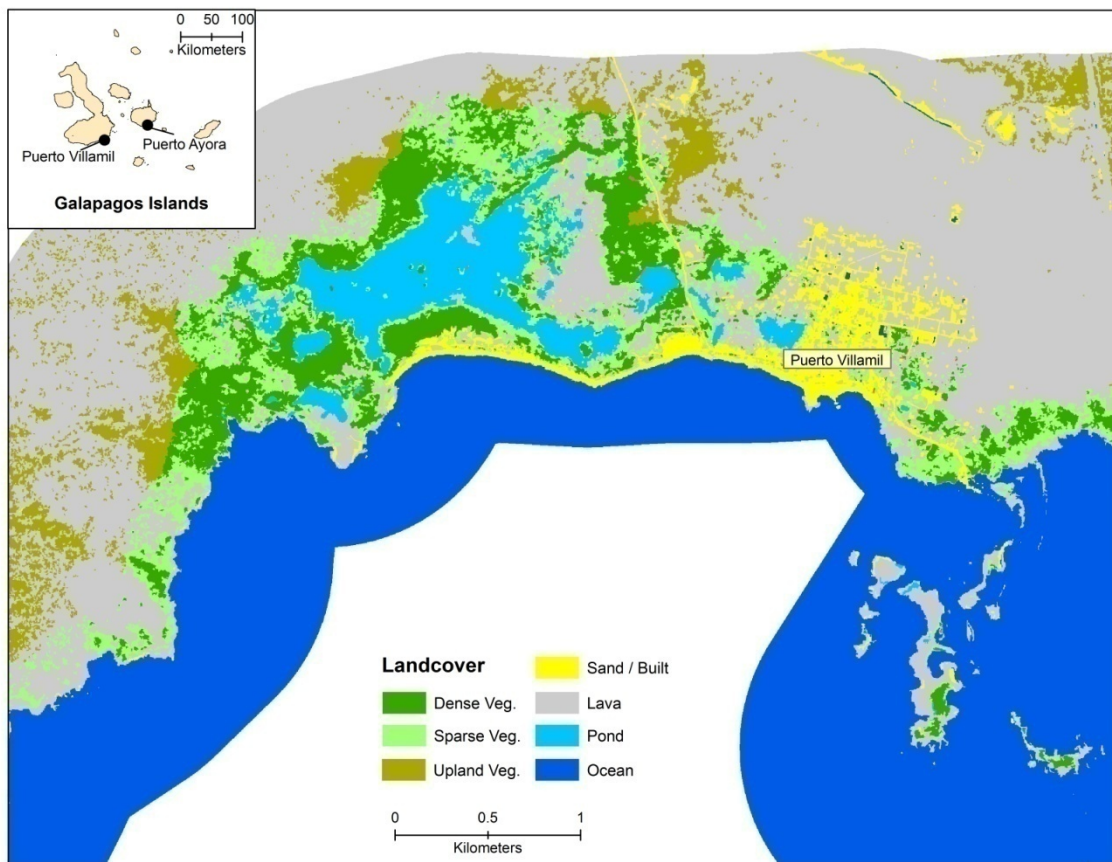 0 50 100
Kilometers
Puerto Ayora
Puerto Villamil
Galapagos Islands
Puerto Villamil
Landcover
Dense Veg.
Sparse Veg.
Upland Veg.
Sand / Built
Lava
Pond
Ocean
0 0.5 1
Kilometers